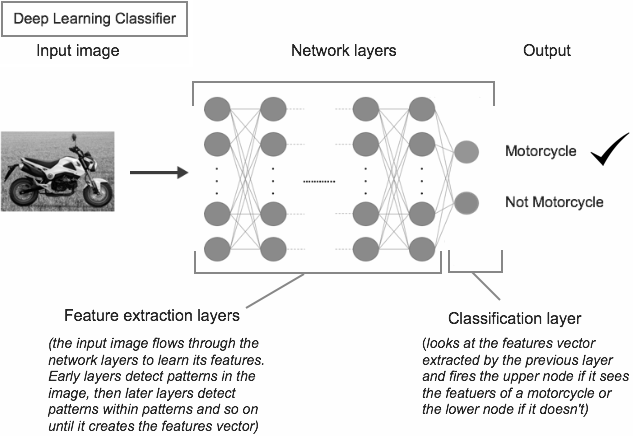 Deep Learning Classifier
Input image
Network layers
Output
Motorcycle
Not Motorcycle
Feature extraction layers
(the input image flows through the
network layers to learn its features.
Early layers detect patterns in the
image, then later layers detect
patterns within patterns and so on
until it creates the features vector)
Classification layer
(looks at the features vector
extracted by the previous layer
and fires the upper node if it sees
the featuers of a motorcycle or
the lower node if it doesn't)